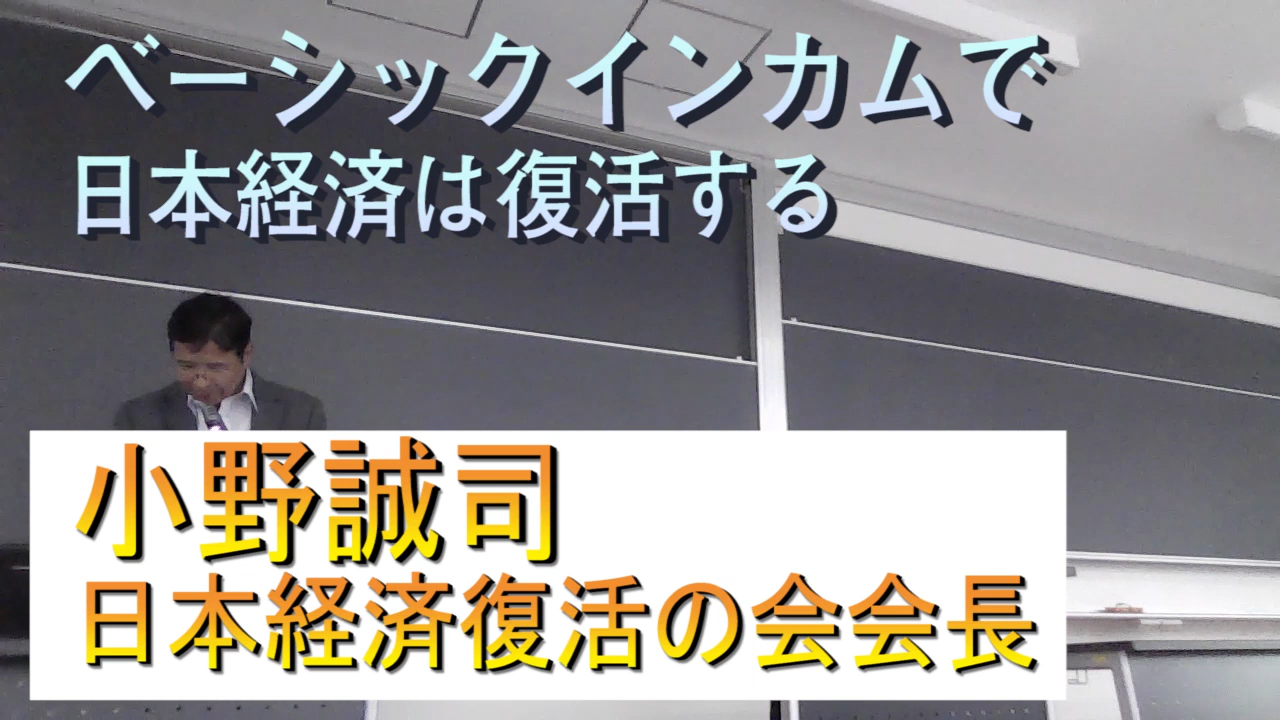 ベーシックインカムで
日本経済は復活する
小野誠司
日本経済復活の会会長